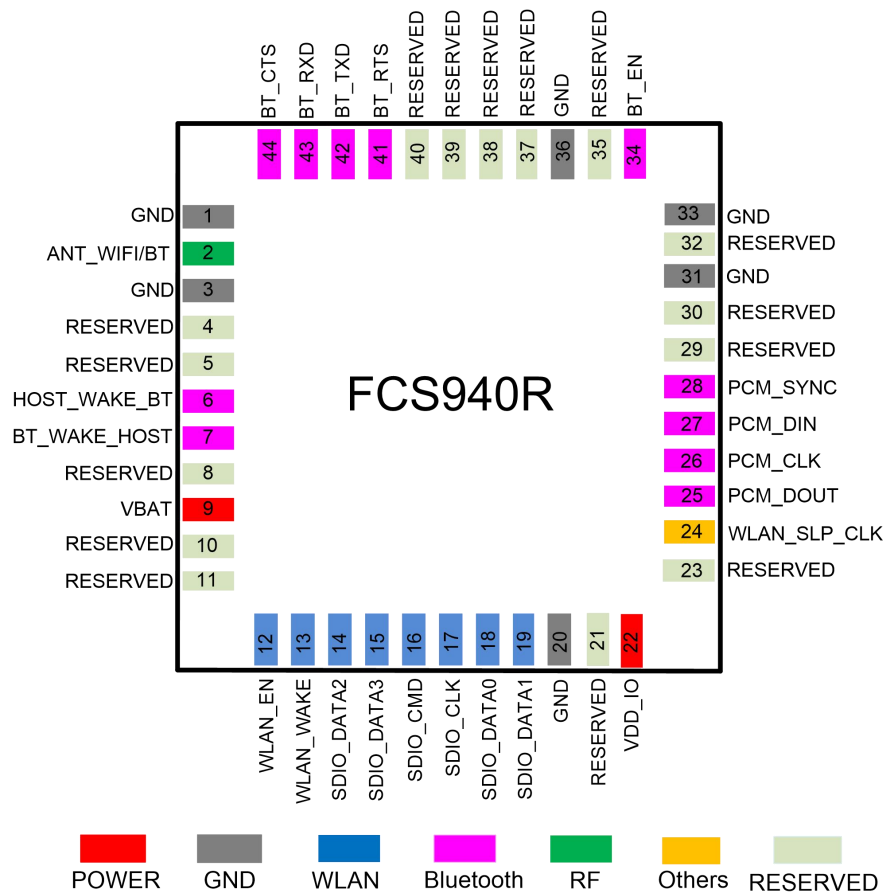 BT_CTS
BT_RXD
BT_TXD
BT_RTS
RESERVED
RESERVED
RESERVED
RESERVED
GND
RESERVED
BT_EN
44
43
42
41
40
39
38
37
36
35
34
GND 1
ANT_WIFI/BT 2
GND 3
RESERVED 4
RESERVED 5
HOST_WAKE_BT 6
BT_WAKE_HOST 7
RESERVED 8
VBAT 9
RESERVED 10
RESERVED 11
FCS940R
33 GND
32 RESERVED
31 GND
30 RESERVED
29 RESERVED
28 PCM_SYNC
27 PCM_DIN
26 PCM_CLK
25 PCM_DOUT
24 WLAN_SLP_CLK
23 RESERVED
12
13
14
15
16
17
18
19
20
21
22
WLAN_EN
WLAN_WAKE
SDIO_DATA2
SDIO_DATA3
SDIO_CMD
SDIO_CLK
SDIO_DATA0
SDIO_DATA1
GND
RESERVED
VDD_IO
POWER
GND
WLAN
Bluetooth
RF
Others
RESERVED